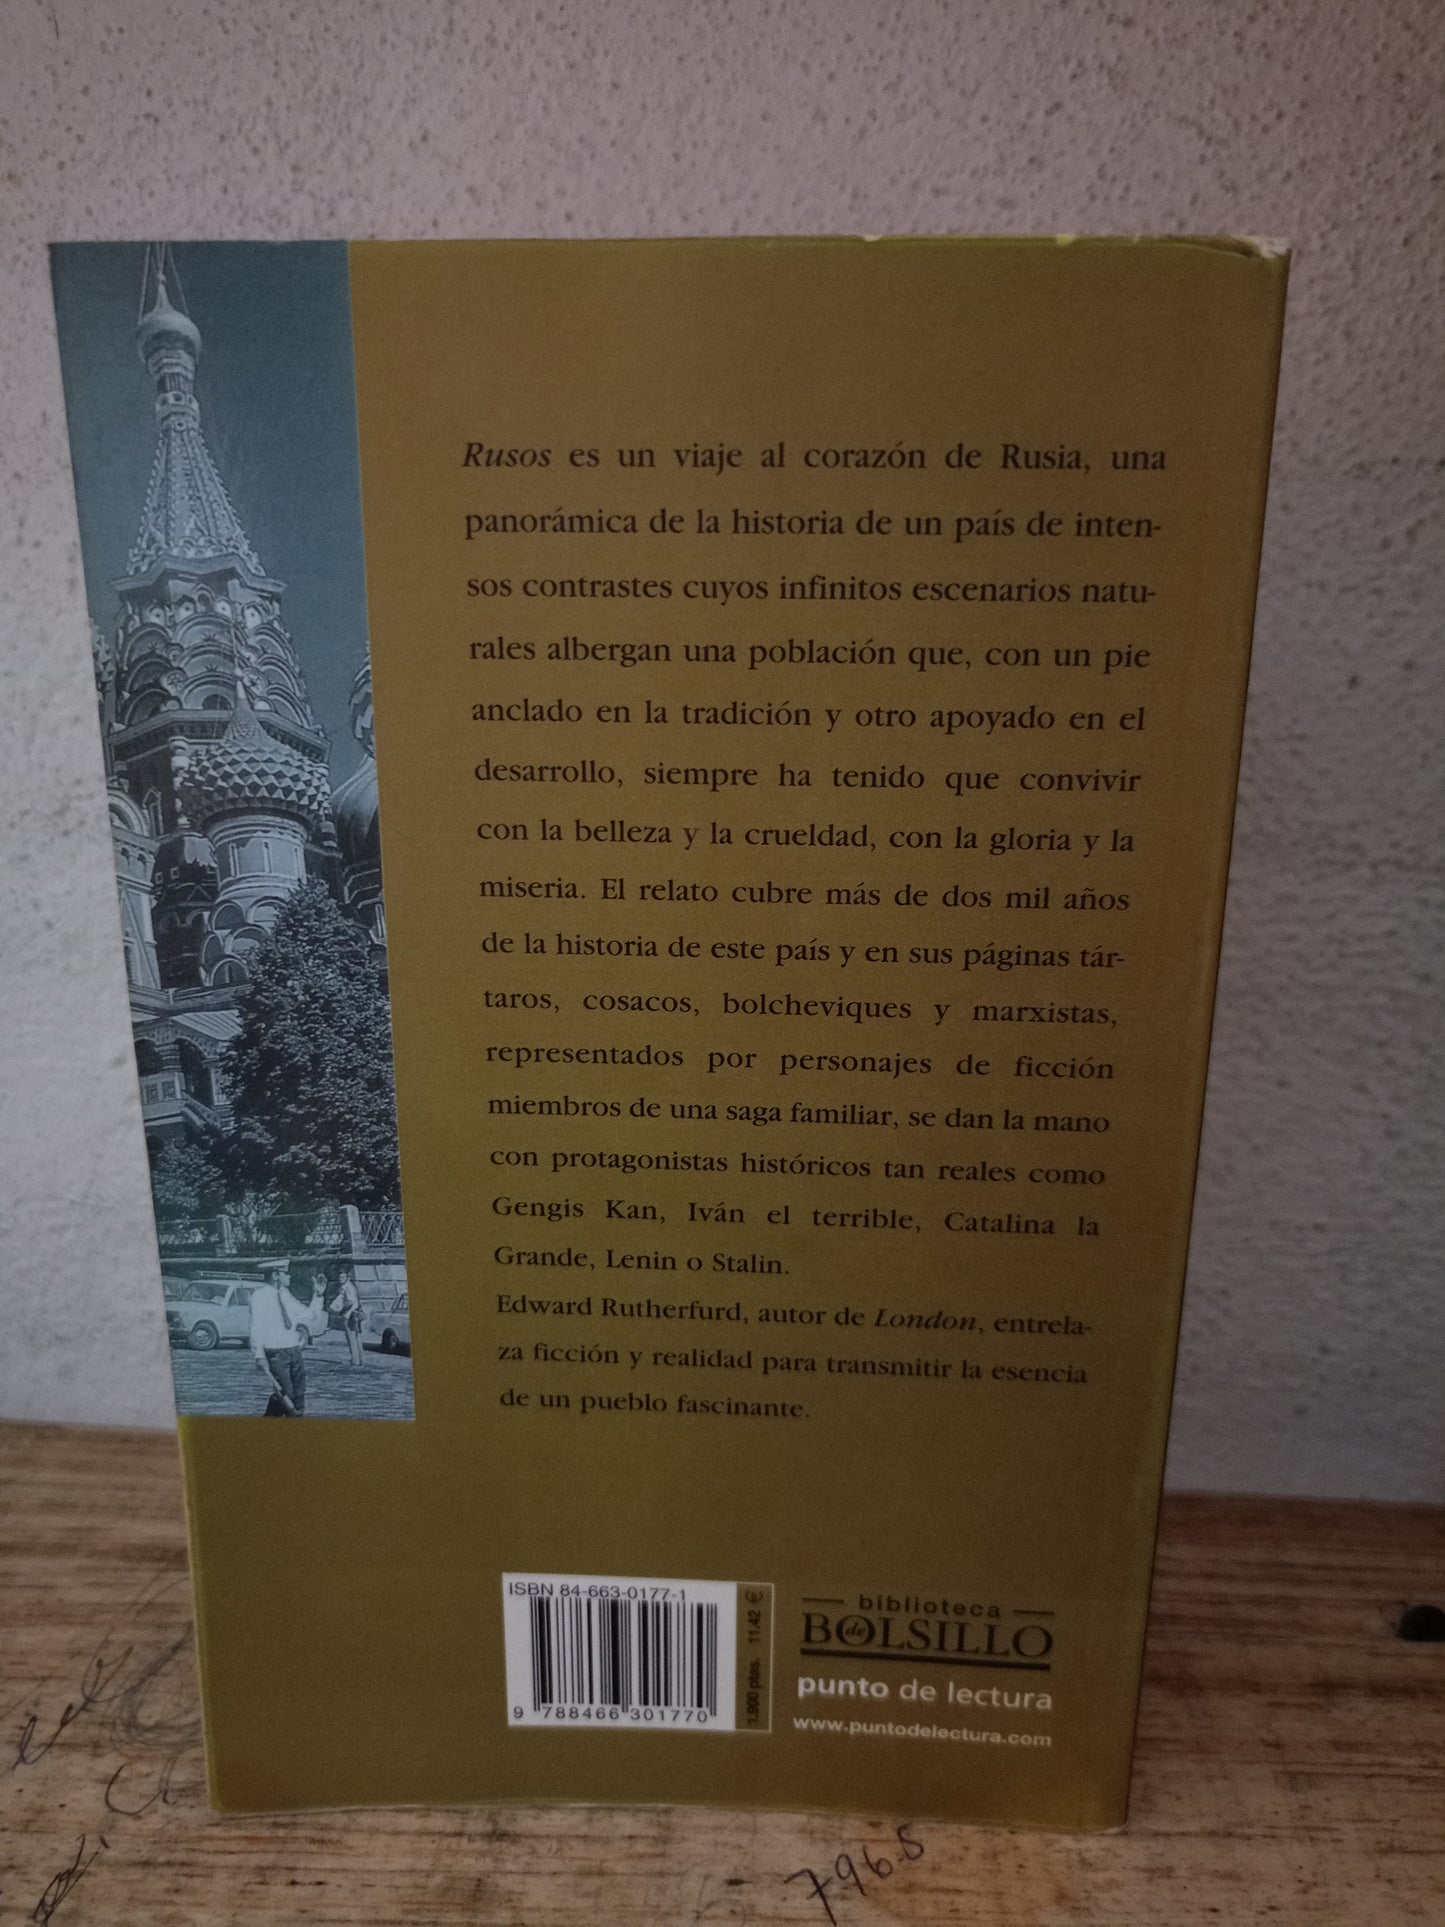 Rusos es un viaje al corazón de Rusia, una
panorámica de la historia de un país de inten-
sos contrastes cuyos infinitos escenarios natu-
rales albergan una población que, con un pie
anclado en la tradición y otro apoyado en el
desarrollo, siempre ha tenido que convivir
con la belleza y la crueldad, con la gloria y la
miseria. El relato cubre más de dos mil años
de la historia de este país y en sus páginas tár-
taros, cosacos, bolcheviques y marxistas,
representados por personajes de ficción
miembros de una saga familiar, se dan la mano
con protagonistas históricos tan reales como
Gengis Kan, Iván el terrible, Catalina la
Grande, Lenin o Stalin.
Edward Rutherfurd, autor de London, entrela-
za ficción y realidad para transmitir la esencia
de un pueblo fascinante.
ISBN 84-663-0177-1
9 788466 301770
1.900 ptas. 11.42 €
biblioteca
de BOLSILLO
punto de lectura
www.puntodelectura.com
7965